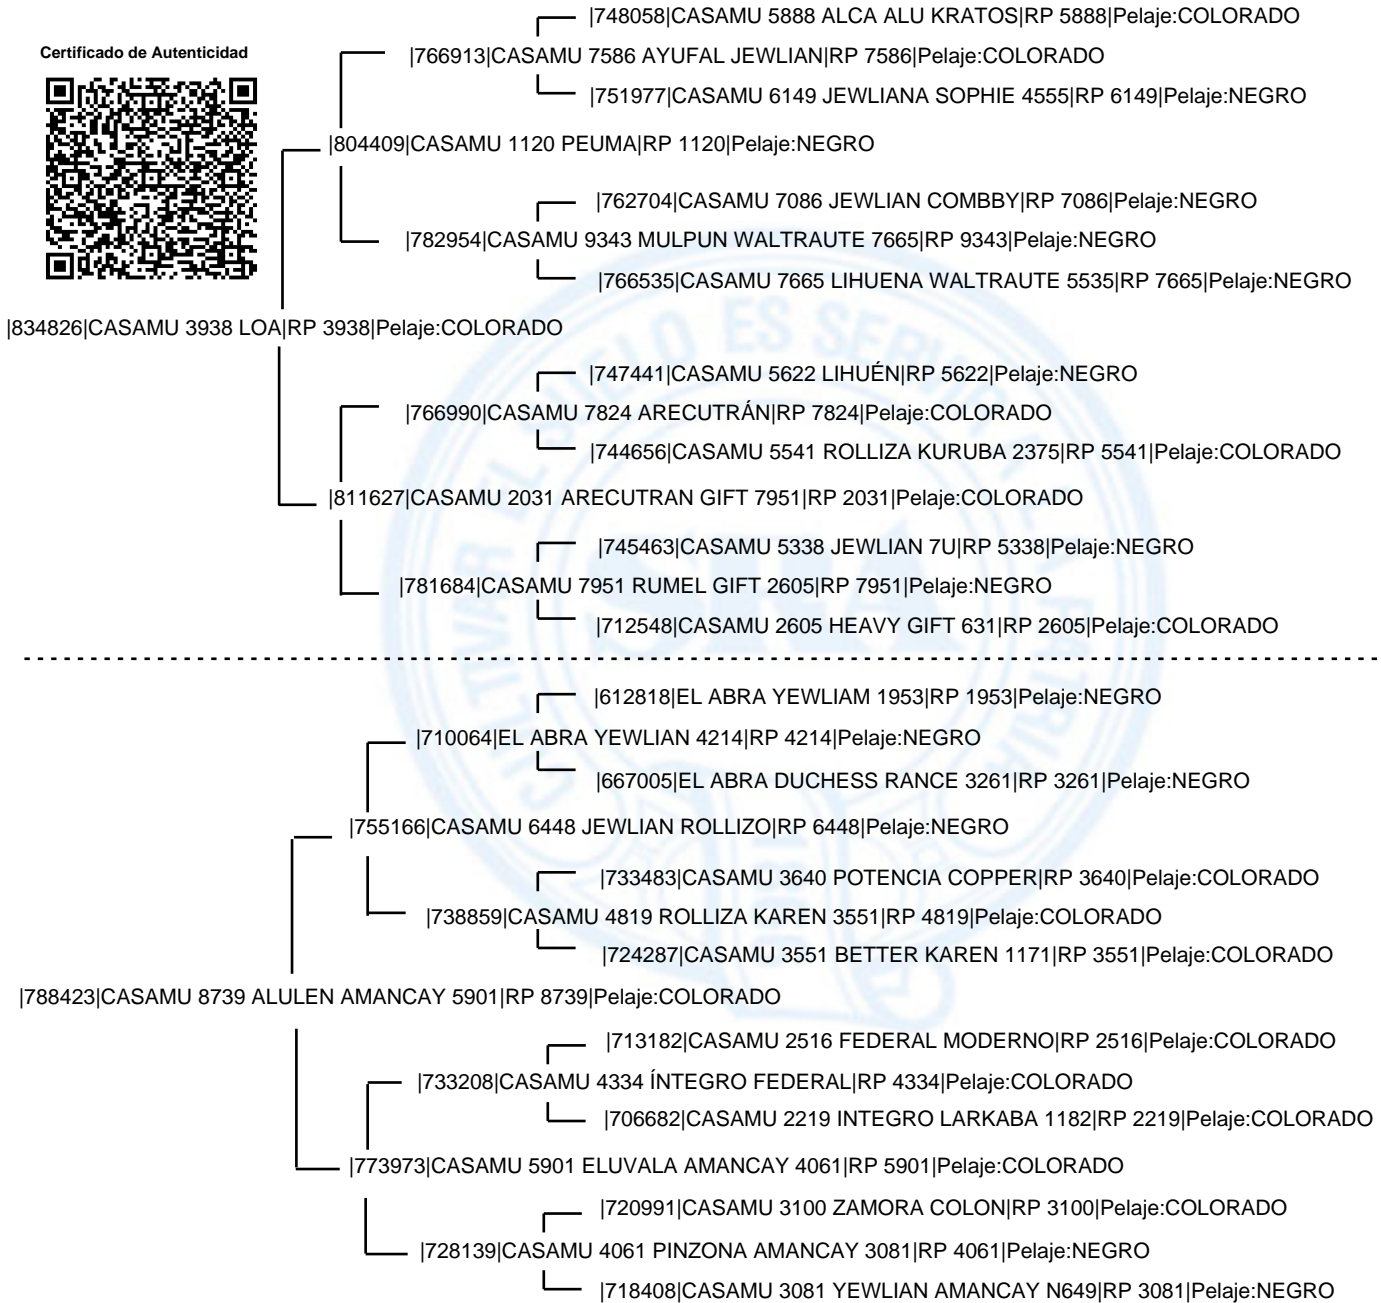 |748058|CASAMU 5888 ALCA ALU KRATOS|RP 5888|Pelaje:COLORADO
Certificado de Autenticidad
|766913|CASAMU 7586 AYUFAL JEWLIAN|RP 7586|Pelaje:COLORADO
|751977|CASAMU 6149 JEWLIANA SOPHIE 4555|RP 6149|Pelaje:NEGRO
|804409|CASAMU 1120 PEUMA|RP 1120|Pelaje:NEGRO
|762704|CASAMU 7086 JEWLIAN COMBBY|RP 7086|Pelaje:NEGRO
|782954|CASAMU 9343 MULPUN WALTRAUTE 7665|RP 9343|Pelaje:NEGRO
|766535|CASAMU 7665 LIHUENA WALTRAUTE 5535|RP 7665|Pelaje:NEGRO
|834826|CASAMU 3938 LOA|RP 3938|Pelaje:COLORADO
|747441|CASAMU 5622 LIHUÉN|RP 5622|Pelaje:NEGRO
|766990|CASAMU 7824 ARECUTRÁN|RP 7824|Pelaje:COLORADO
|744656|CASAMU 5541 ROLLIZA KURUBA 2375|RP 5541|Pelaje:COLORADO
|811627|CASAMU 2031 ARECUTRAN GIFT 7951|RP 2031|Pelaje:COLORADO
|745463|CASAMU 5338 JEWLIAN 7U|RP 5338|Pelaje:NEGRO
|781684|CASAMU 7951 RUMEL GIFT 2605|RP 7951|Pelaje:NEGRO
|712548|CASAMU 2605 HEAVY GIFT 631|RP 2605|Pelaje:COLORADO
|612818|EL ABRA YEWLIAM 1953|RP 1953|Pelaje:NEGRO
|710064|EL ABRA YEWLIAN 4214|RP 4214|Pelaje:NEGRO
|667005|EL ABRA DUCHESS RANCE 3261|RP 3261|Pelaje:NEGRO
|755166|CASAMU 6448 JEWLIAN ROLLIZO|RP 6448|Pelaje:NEGRO
|733483|CASAMU 3640 POTENCIA COPPER|RP 3640|Pelaje:COLORADO
|738859|CASAMU 4819 ROLLIZA KAREN 3551|RP 4819|Pelaje:COLORADO
|724287|CASAMU 3551 BETTER KAREN 1171|RP 3551|Pelaje:COLORADO
|788423|CASAMU 8739 ALULEN AMANCAY 5901|RP 8739|Pelaje:COLORADO
|713182|CASAMU 2516 FEDERAL MODERNO|RP 2516|Pelaje:COLORADO
|733208|CASAMU 4334 ÍNTEGRO FEDERAL|RP 4334|Pelaje:COLORADO
|706682|CASAMU 2219 INTEGRO LARKABA 1182|RP 2219|Pelaje:COLORADO
|773973|CASAMU 5901 ELUVALA AMANCAY 4061|RP 5901|Pelaje:COLORADO
|720991|CASAMU 3100 ZAMORA COLON|RP 3100|Pelaje:COLORADO
|728139|CASAMU 4061 PINZONA AMANCAY 3081|RP 4061|Pelaje:NEGRO
|718408|CASAMU 3081 YEWLIAN AMANCAY N649|RP 3081|Pelaje:NEGRO
CULTIVAR EL SUELO ES SERVIR A LA PATRIA
SRA
1866